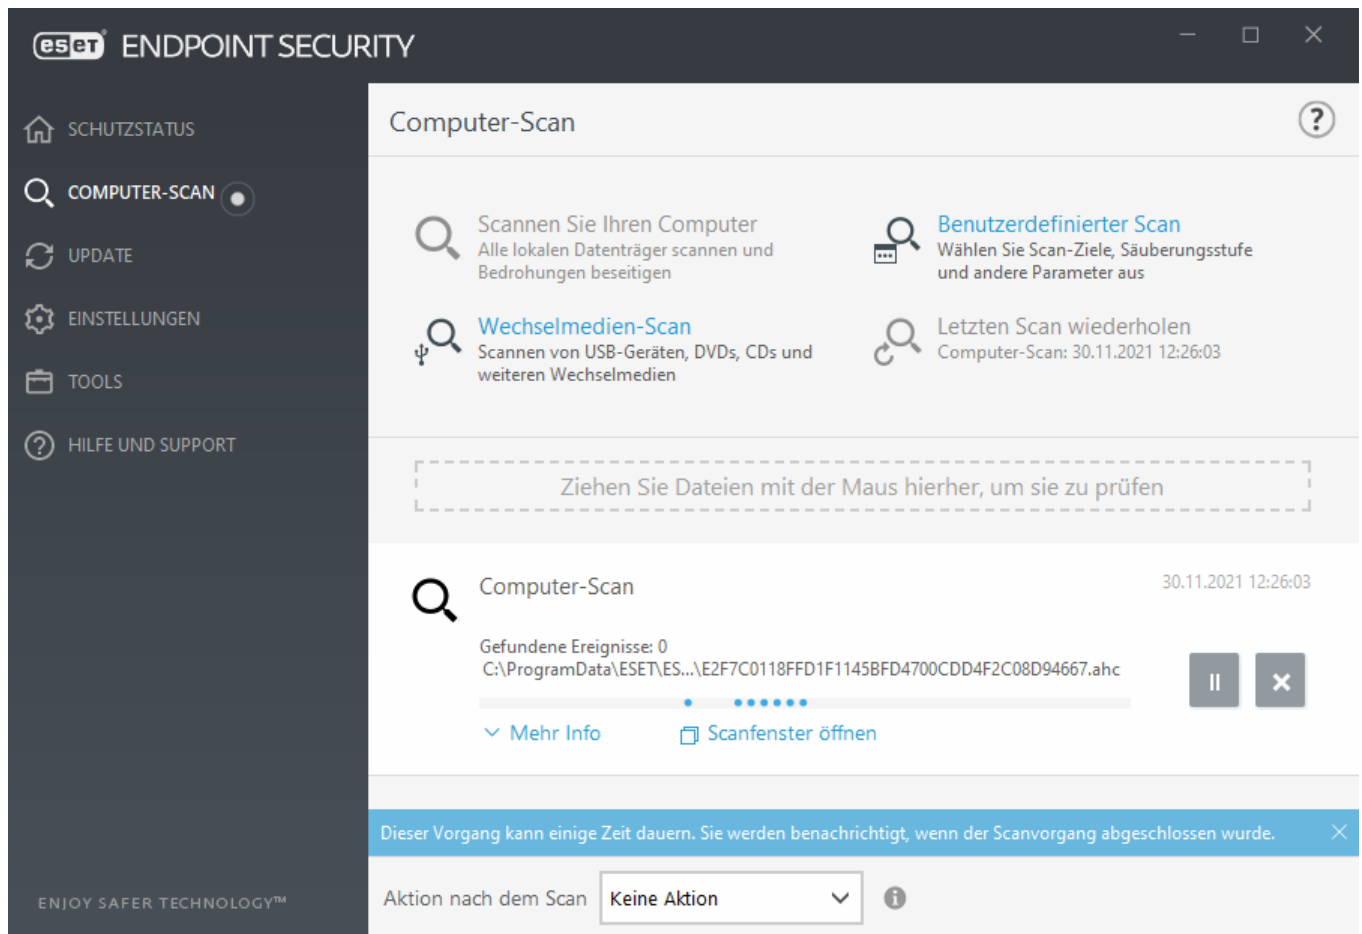 eset ENDPOINT SECURITY
SCHUTZSTATUS
COMPUTER-SCAN
UPDATE
EINSTELLUNGEN
TOOLS
HILFE UND SUPPORT
ENJOY SAFER TECHNOLOGY™
Computer-Scan
?
Scannen Sie Ihren Computer
Alle lokalen Datenträger scannen und
Bedrohungen beseitigen
Benutzerdefinierter Scan
Wählen Sie Scan-Ziele, Säuberungsstufe
und andere Parameter aus
Wechselmedien-Scan
Scannen von USB-Geräten, DVDs, CDs und
weiteren Wechselmedien
Letzten Scan wiederholen
Computer-Scan: 30.11.2021 12:26:03
Ziehen Sie Dateien mit der Maus hierher, um sie zu prüfen
Computer-Scan
30.11.2021 12:26:03
Gefundene Ereignisse: 0
C:\ProgramData\ESET\ES...\E2F7C0118FFD1F1145BFD4700CDD4F2C08D94667.ahc
Mehr Info
Scanfenster öffnen
Dieser Vorgang kann einige Zeit dauern. Sie werden benachrichtigt, wenn der Scanvorgang abgeschlossen wurde.
Aktion nach dem Scan
Keine Aktion